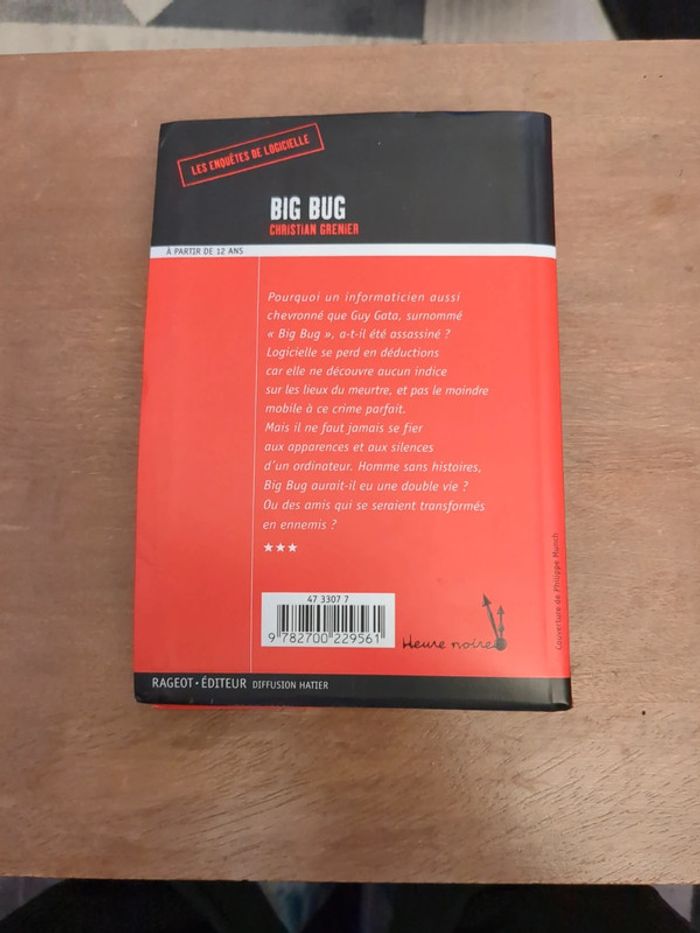 LES ENQUÊTES DE LOGICIELLE
BIG BUG
CHRISTIAN GRENIER
À PARTIR DE 12 ANS
Pourquoi un informaticien aussi
chevronné que Guy Gata, surnommé
« Big Bug », a-t-il été assassiné ?
Logicielle se perd en déductions
car elle ne découvre aucun indice
sur les lieux du meurtre, et pas le moindre
mobile à ce crime parfait.
Mais il ne faut jamais se fier
aux apparences et aux silences
d'un ordinateur. Homme sans histoires,
Big Bug aurait-il eu une double vie ?
Ou des amis qui se seraient transformés
en ennemis ?
★★★
47 3307 7
9 782700 229561
Heure noire
Couverture de Philippe Munch
RAGEOT • ÉDITEUR DIFFUSION HATIER